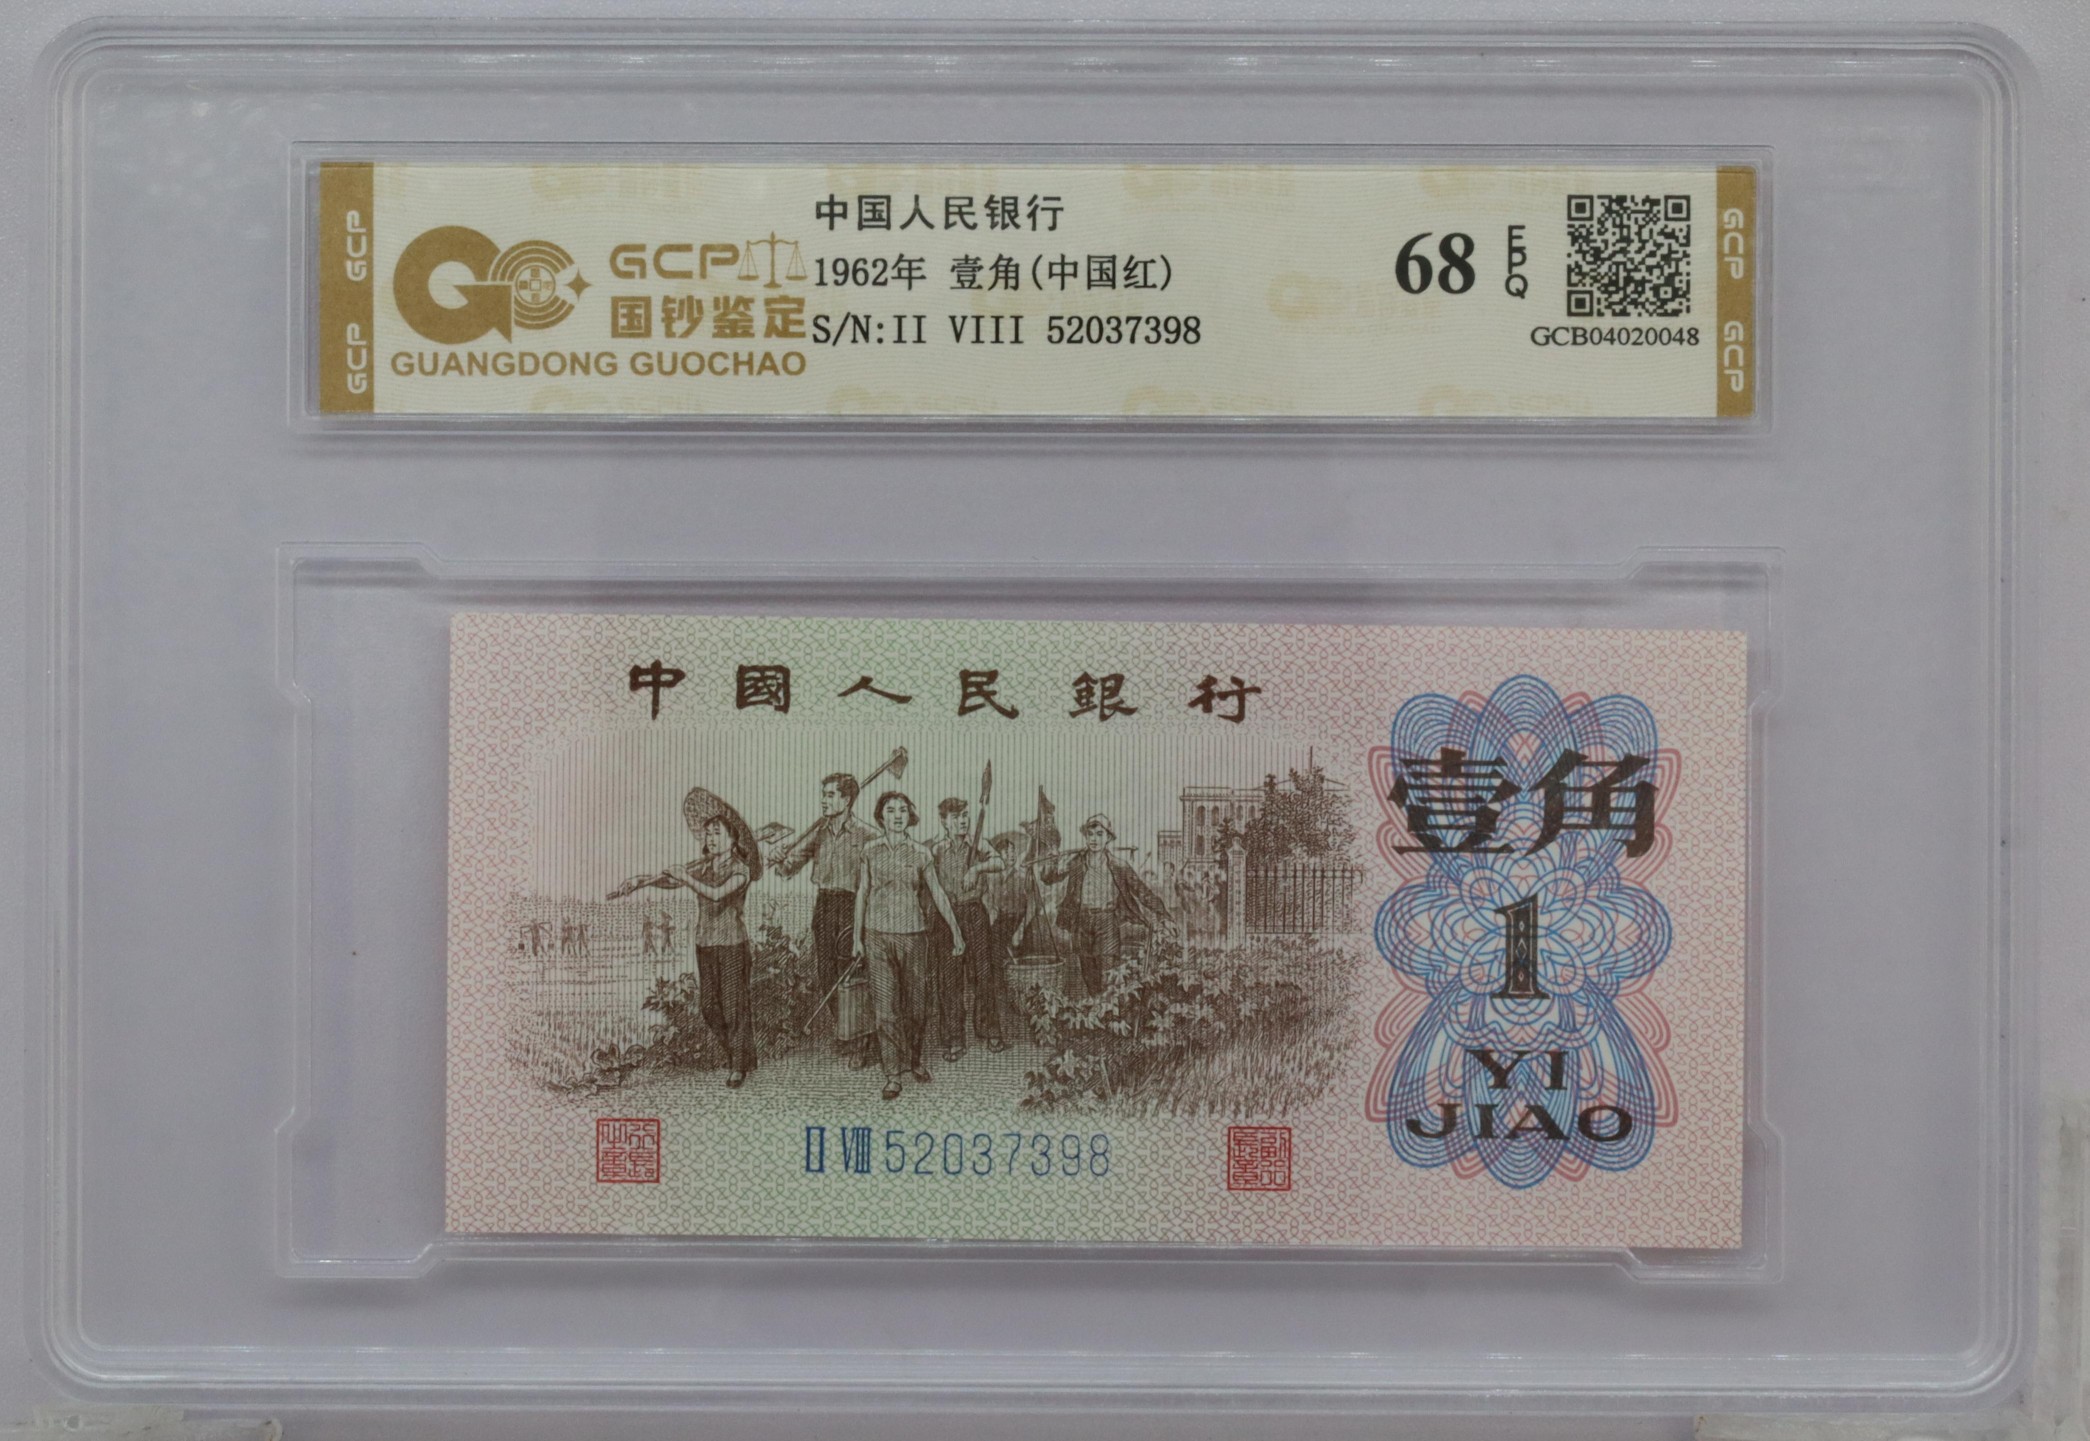 GCP GCP
GCP
国钞鉴定
GUANGDONG GUOCHAO
中国人民银行
1962年 壹角(中国红)
S/N:II VIII 52037398
68
EPQ
GCB04020048
GCP GCP
中國人民銀行
壹角
1
YI
JIAO
II VIII 52037398